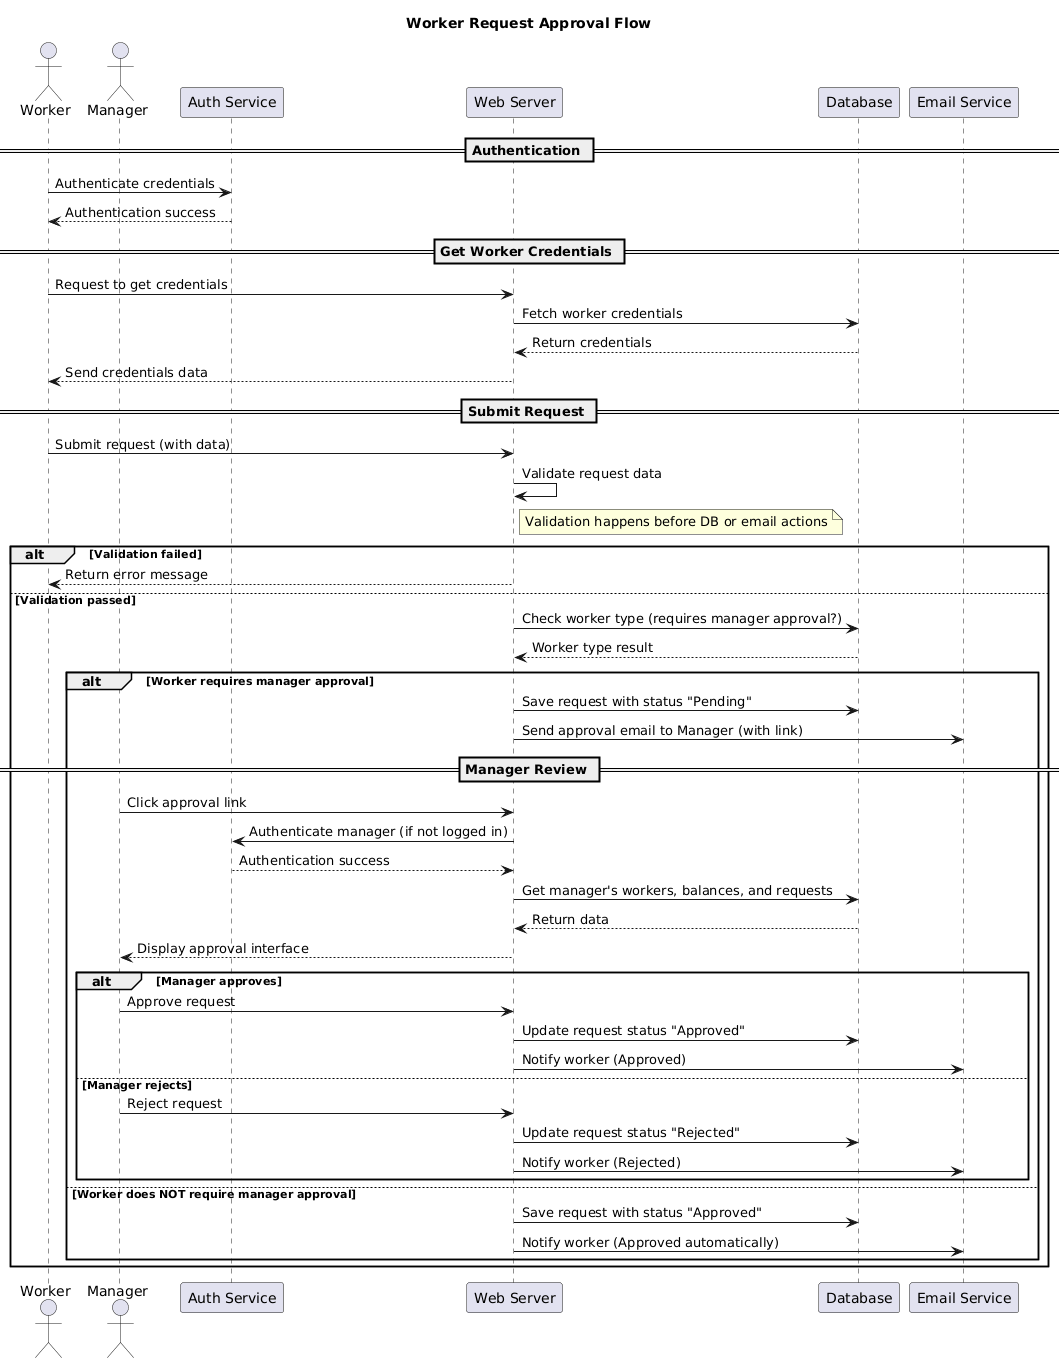 Worker Request Approval Flow
Worker
Manager
Auth Service
Web Server
Database
Email Service
Authentication
Authenticate credentials
Authentication success
Get Worker Credentials
Request to get credentials
Fetch worker credentials
Return credentials
Send credentials data
Submit Request
Submit request (with data)
Validate request data
Validation happens before DB or email actions
alt
[Validation failed]
Return error message
[Validation passed]
Check worker type (requires manager approval?)
Worker type result
alt
[Worker requires manager approval]
Save request with status "Pending"
Send approval email to Manager (with link)
Manager Review
Click approval link
Authenticate manager (if not logged in)
Authentication success
Get manager's workers, balances, and requests
Return data
Display approval interface
alt
[Manager approves]
Approve request
Update request status "Approved"
Notify worker (Approved)
[Manager rejects]
Reject request
Update request status "Rejected"
Notify worker (Rejected)
[Worker does NOT require manager approval]
Save request with status "Approved"
Notify worker (Approved automatically)
Worker
Manager
Auth Service
Web Server
Database
Email Service